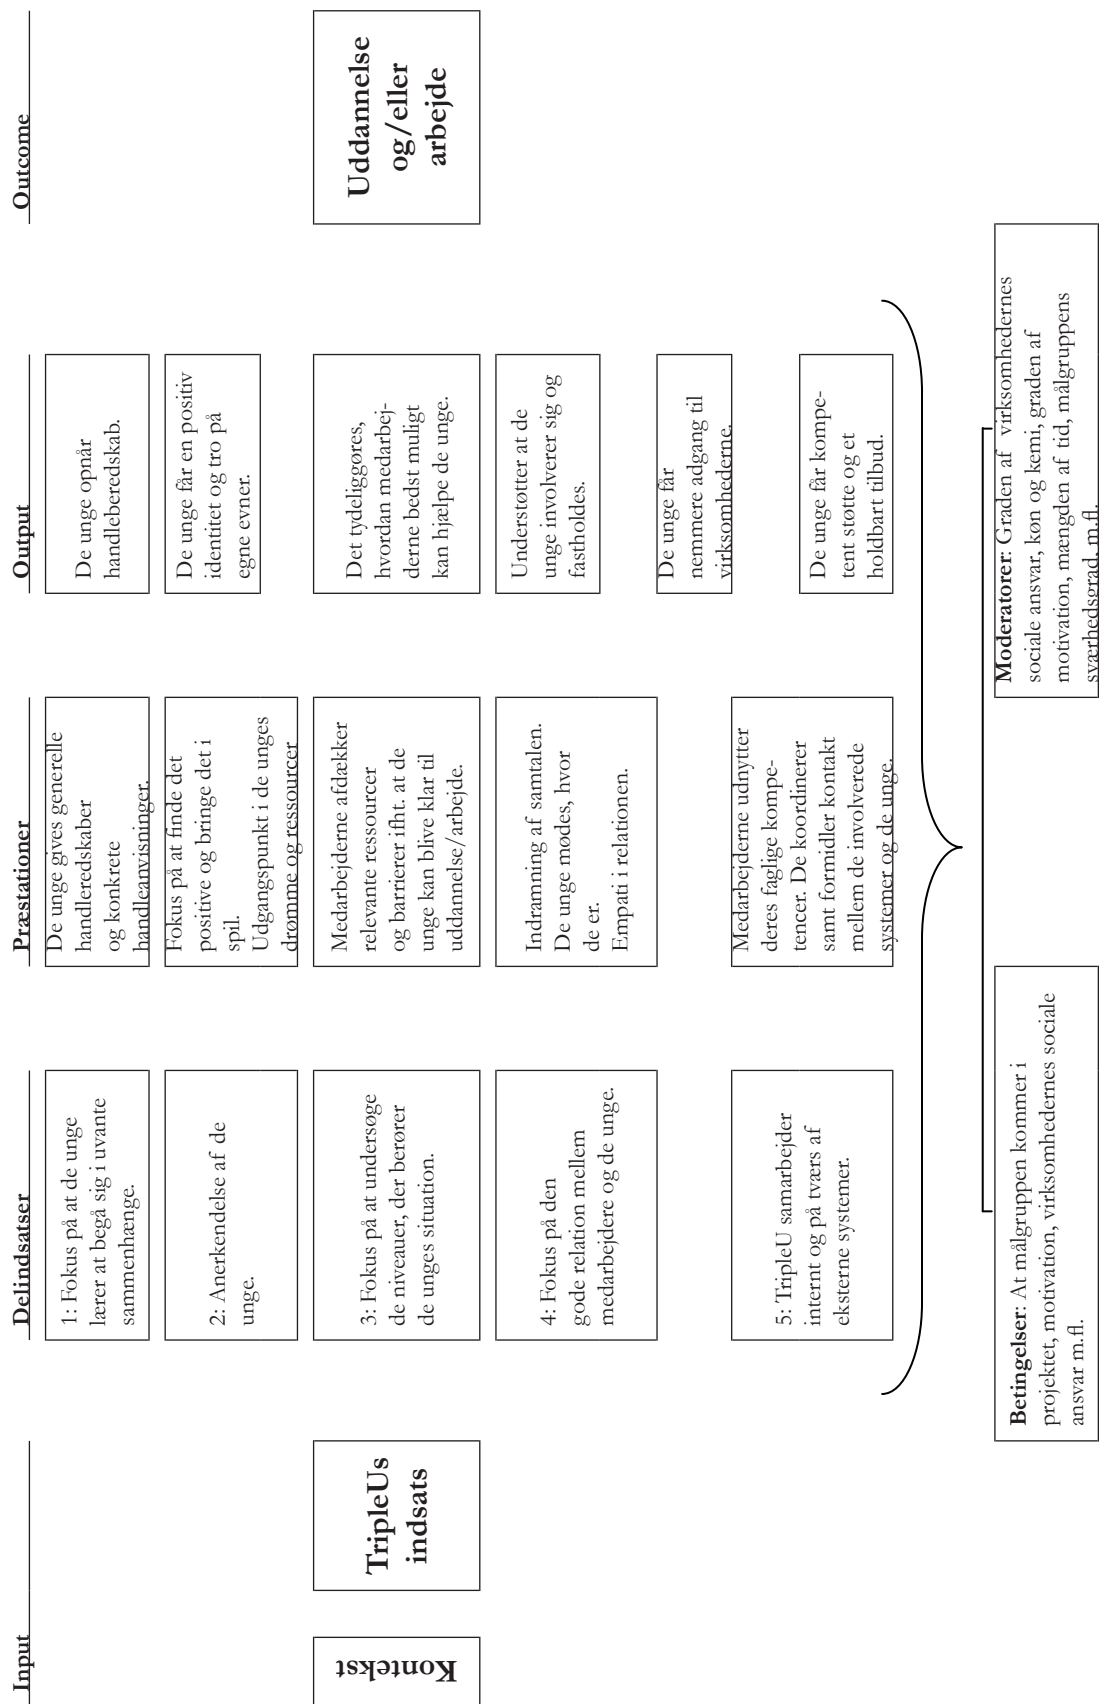 Input
Delindsatser
Præstationer
Output
Outcome
Kontekst
TripleUs
indsats
1: Fokus på at de unge
lærer at begå sig i uvante
sammenhænge.
De unge gives generelle
handleredskaber
og konkrete
handleanvisninger.
De unge opnår
handleberedskab.
2: Anerkendelse af de
unge.
Fokus på at finde det
positive og bringe det i
spil.
Udgangspunkt i de unges
drømme og ressourcer
De unge får en positiv
identitet og tro på
egne evner.
3: Fokus på at undersøge
de niveauer, der berører
de unges situation.
Medarbejderne afdækker
relevante ressourcer
og barrierer ifht. at de
unge kan blive klar til
uddannelse/arbejde.
Det tydeliggøres,
hvordan medarbej-
derne bedst muligt
kan hjælpe de unge.
Uddannelse
og/eller
arbejde
4: Fokus på den
gode relation mellem
medarbejdere og de unge.
Indramning af samtalen.
De unge mødes, hvor
de er.
Empati i relationen.
Understøtter at de
unge involverer sig og
fastholdes.
De unge får
nemmere adgang til
virksomhederne.
5: TripleU samarbejder
internt og på tværs af
eksterne systemer.
Medarbejderne udnytter
deres faglige kompe-
tencer. De koordinerer
samt formidler kontakt
mellem de involverede
systemer og de unge.
De unge får kompe-
tent støtte og et
holdbart tilbud.
Betingelser: At målgruppen kommer i
projektet, motivation, virksomhedernes sociale
ansvar m.fl.
Moderatorer: Graden af virksomhedernes
sociale ansvar, køn og kemi, graden af
motivation, mængden af tid, målgruppens
sværhedsgrad, m.fl.